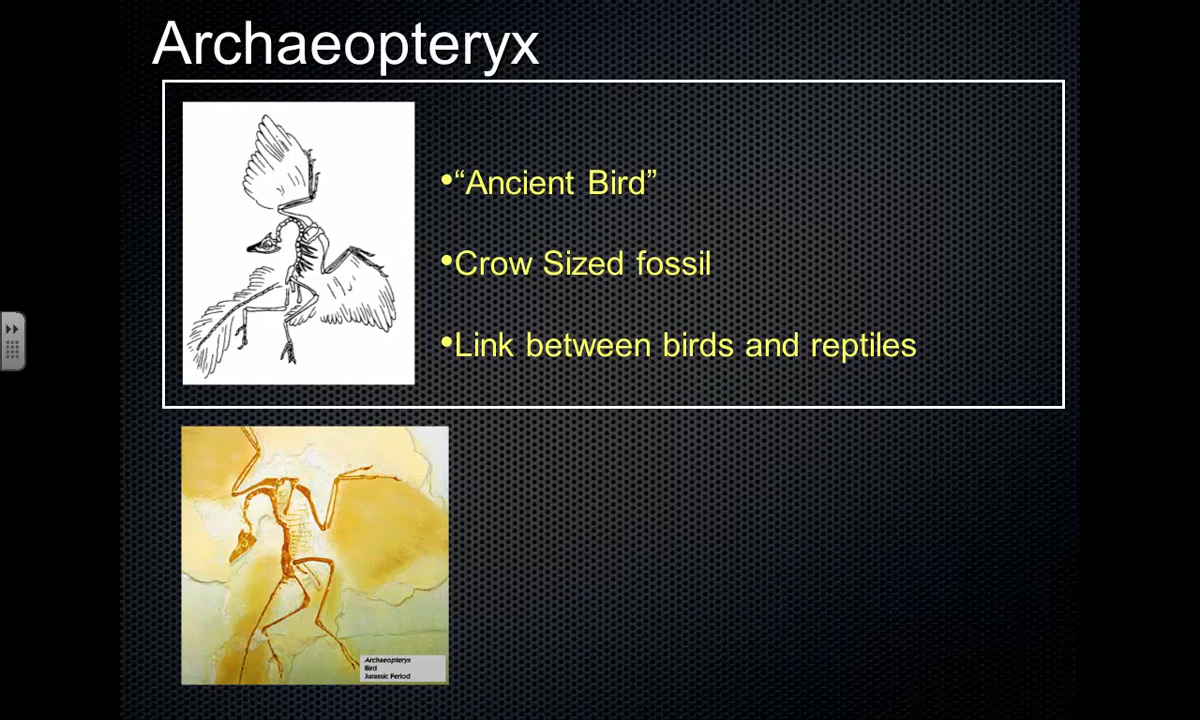 Archaeopteryx
•“Ancient Bird”
•Crow Sized fossil
•Link between birds and reptiles
Archaeopteryx
Bird
Jurassic Period